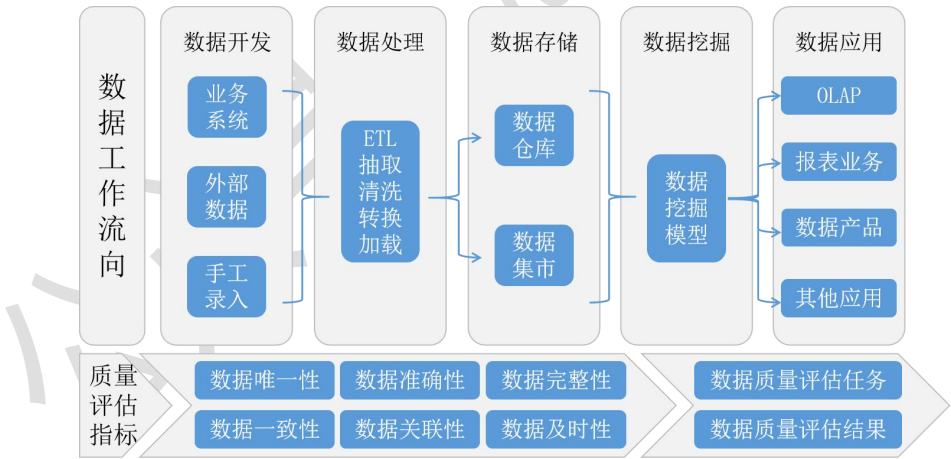 数据工作流向
数据开发
业务
系统
外部
数据
手工
录入
数据处理
ETL
抽取
清洗
转换
加载
数据存储
数据
仓库
数据
集市
数据挖掘
数据
挖掘
模型
数据应用
OLAP
报表业务
数据产品
其他应用
质量
评估
指标
数据唯一性
数据准确性
数据完整性
数据一致性
数据关联性
数据及时性
数据质量评估任务
数据质量评估结果